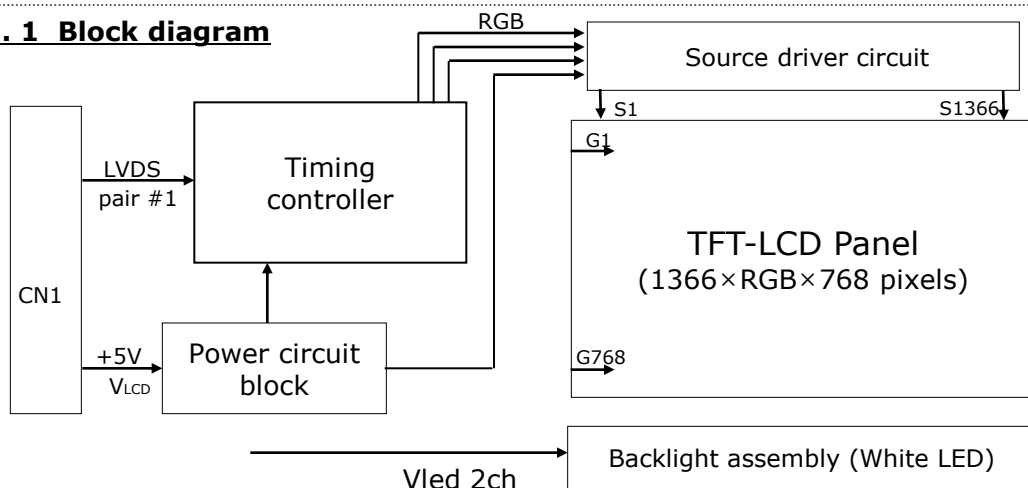 . 1 Block diagram
RGB
Source driver circuit
S1
S1366
G1
LVDS
pair #1
Timing
controller
TFT-LCD Panel
(1366×RGB×768 pixels)
CN1
+5V
VLCD
Power circuit
block
G768
Vled 2ch
Backlight assembly (White LED)